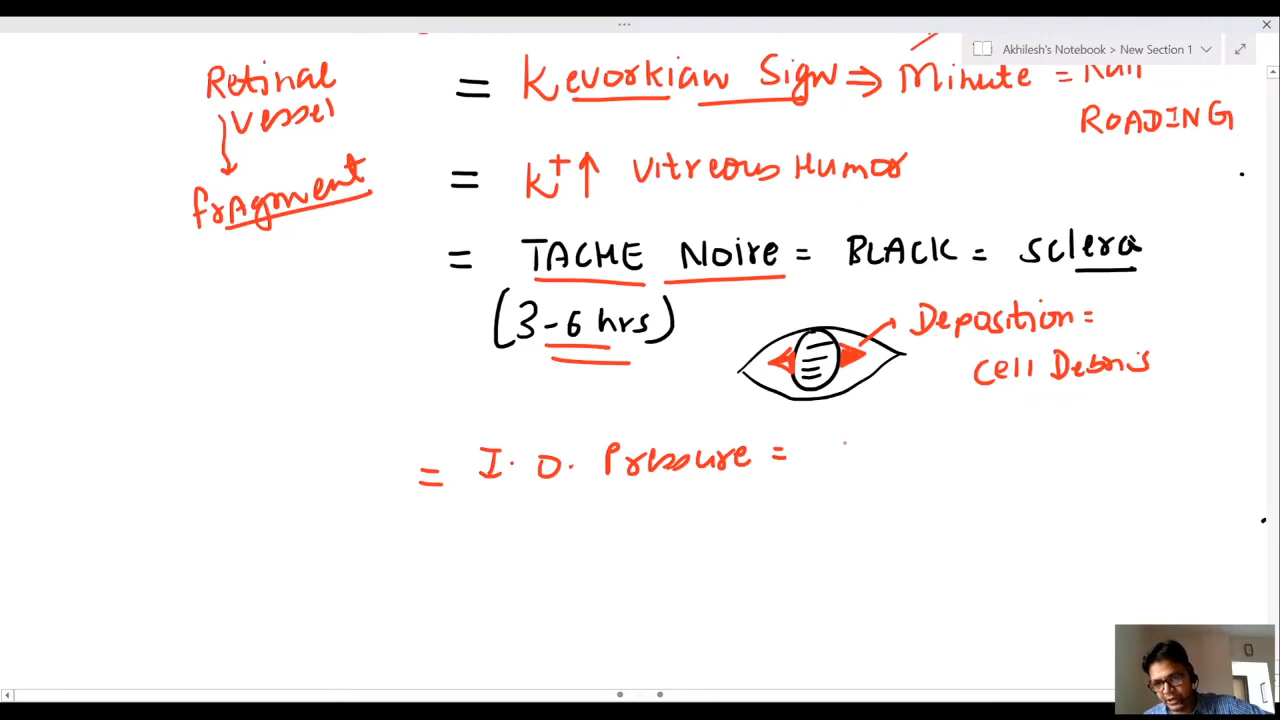 Akhilesh's Notebook > New Section 1
Retinal
Vessel
fragment
= Kevorkian Sign ⇒ Minute = Rail
ROADING
= K+↑ Vitreous Humor
= TACHE Noire = BLACK = sclera
(3-6 hrs)
Deposition =
Cell Debris
= I.O. Pressure =